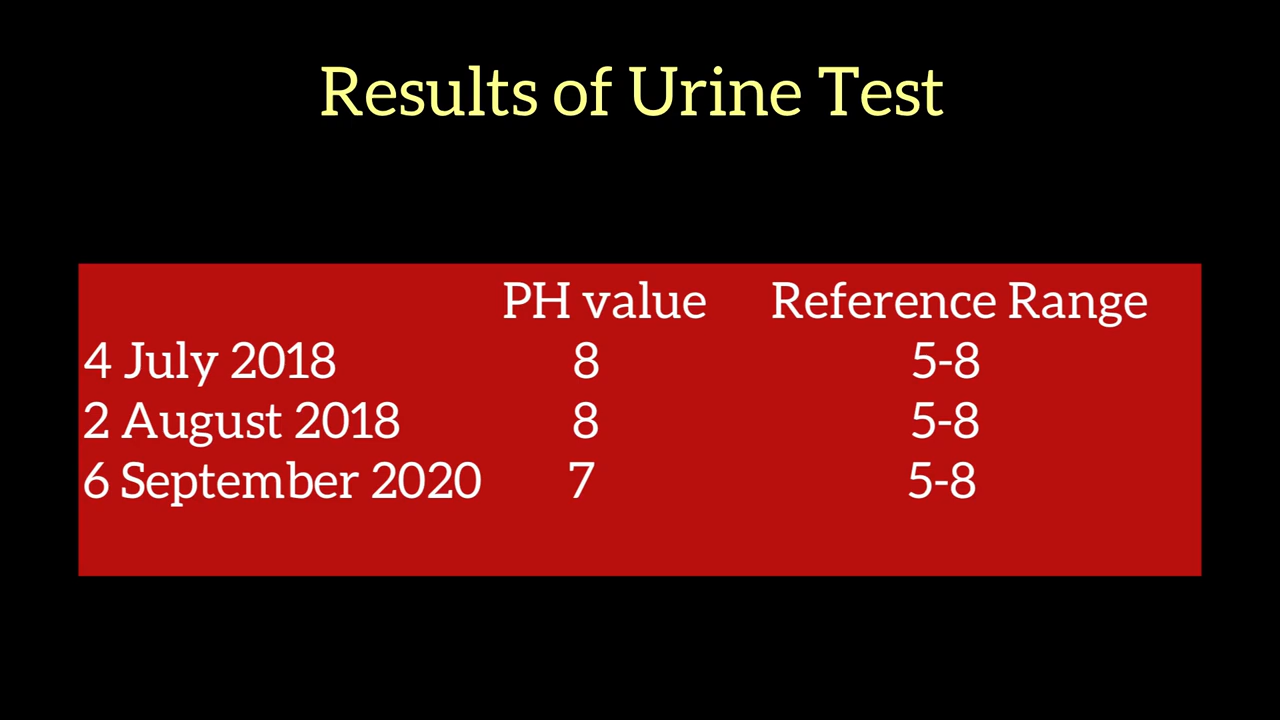 Results of Urine Test
PH value Reference Range
4 July 2018 8 5-8
2 August 2018 8 5-8
6 September 2020 7 5-8